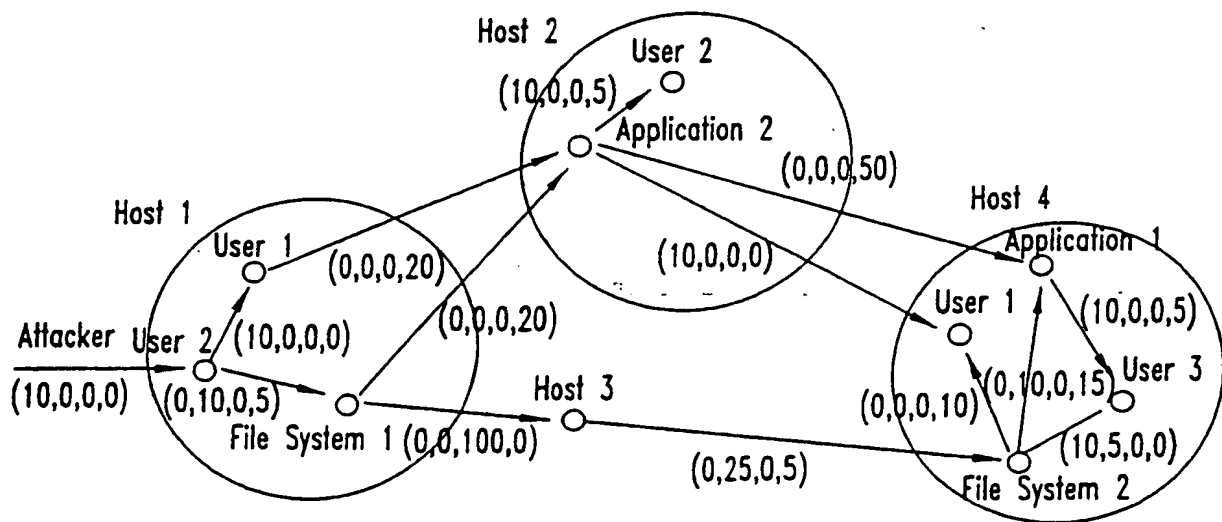 Host 2
User 2
(10,0,0,5)
Application 2
(0,0,0,50)
Host 1
Host 4
User 1
(10,0,0,0)
Application 1
(0,0,0,20)
User 1
(0,0,0,20)
(10,0,0,5)
Attacker
User 2
(10,0,0,0)
Host 3
User 3
(10,0,0,0)
(0,10,0,5)
(0,0,0,10)
(0,10,0,15)
File System 1
(0,0,100,0)
(10,5,0,0)
(0,25,0,5)
File System 2